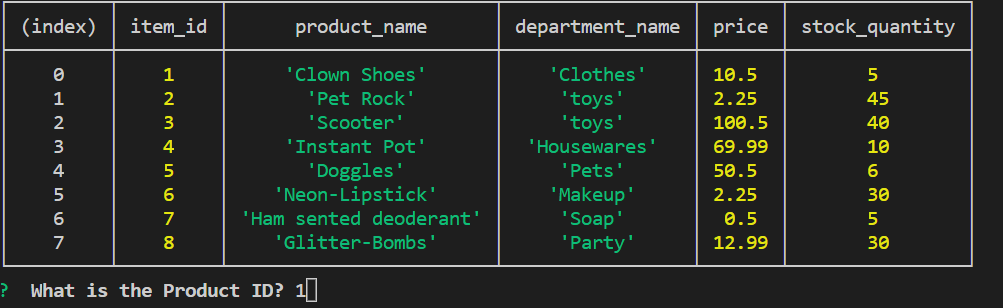 (index) item_id product_name department_name price stock_quantity
0 1 'Clown Shoes' 'Clothes' 10.5 5
1 2 'Pet Rock' 'toys' 2.25 45
2 3 'Scooter' 'toys' 100.5 40
3 4 'Instant Pot' 'Housewares' 69.99 10
4 5 'Doggles' 'Pets' 50.5 6
5 6 'Neon-Lipstick' 'Makeup' 2.25 30
6 7 'Ham sented deoderant' 'Soap' 0.5 5
7 8 'Glitter-Bombs' 'Party' 12.99 30
? What is the Product ID? 1